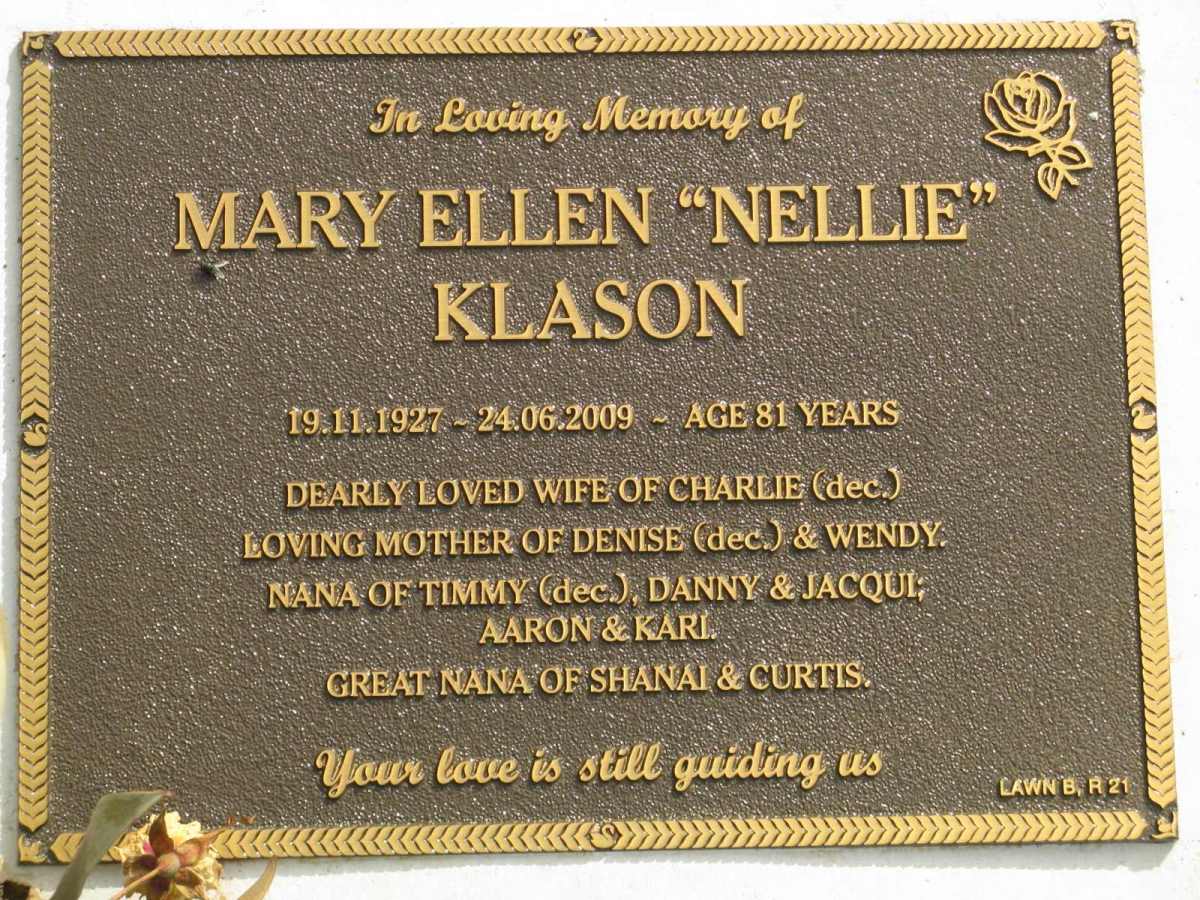 In Loving Memory of
MARY ELLEN “NELLIE”
KLASON
19.11.1927 ~ 24.06.2009 ~ AGE 81 YEARS
DEARLY LOVED WIFE OF CHARLIE (dec.)
LOVING MOTHER OF DENISE (dec.) & WENDY.
NANA OF TIMMY (dec.), DANNY & JACQUI;
AARON & KARI.
GREAT NANA OF SHANAI & CURTIS.
Your love is still guiding us
LAWN B, R 21